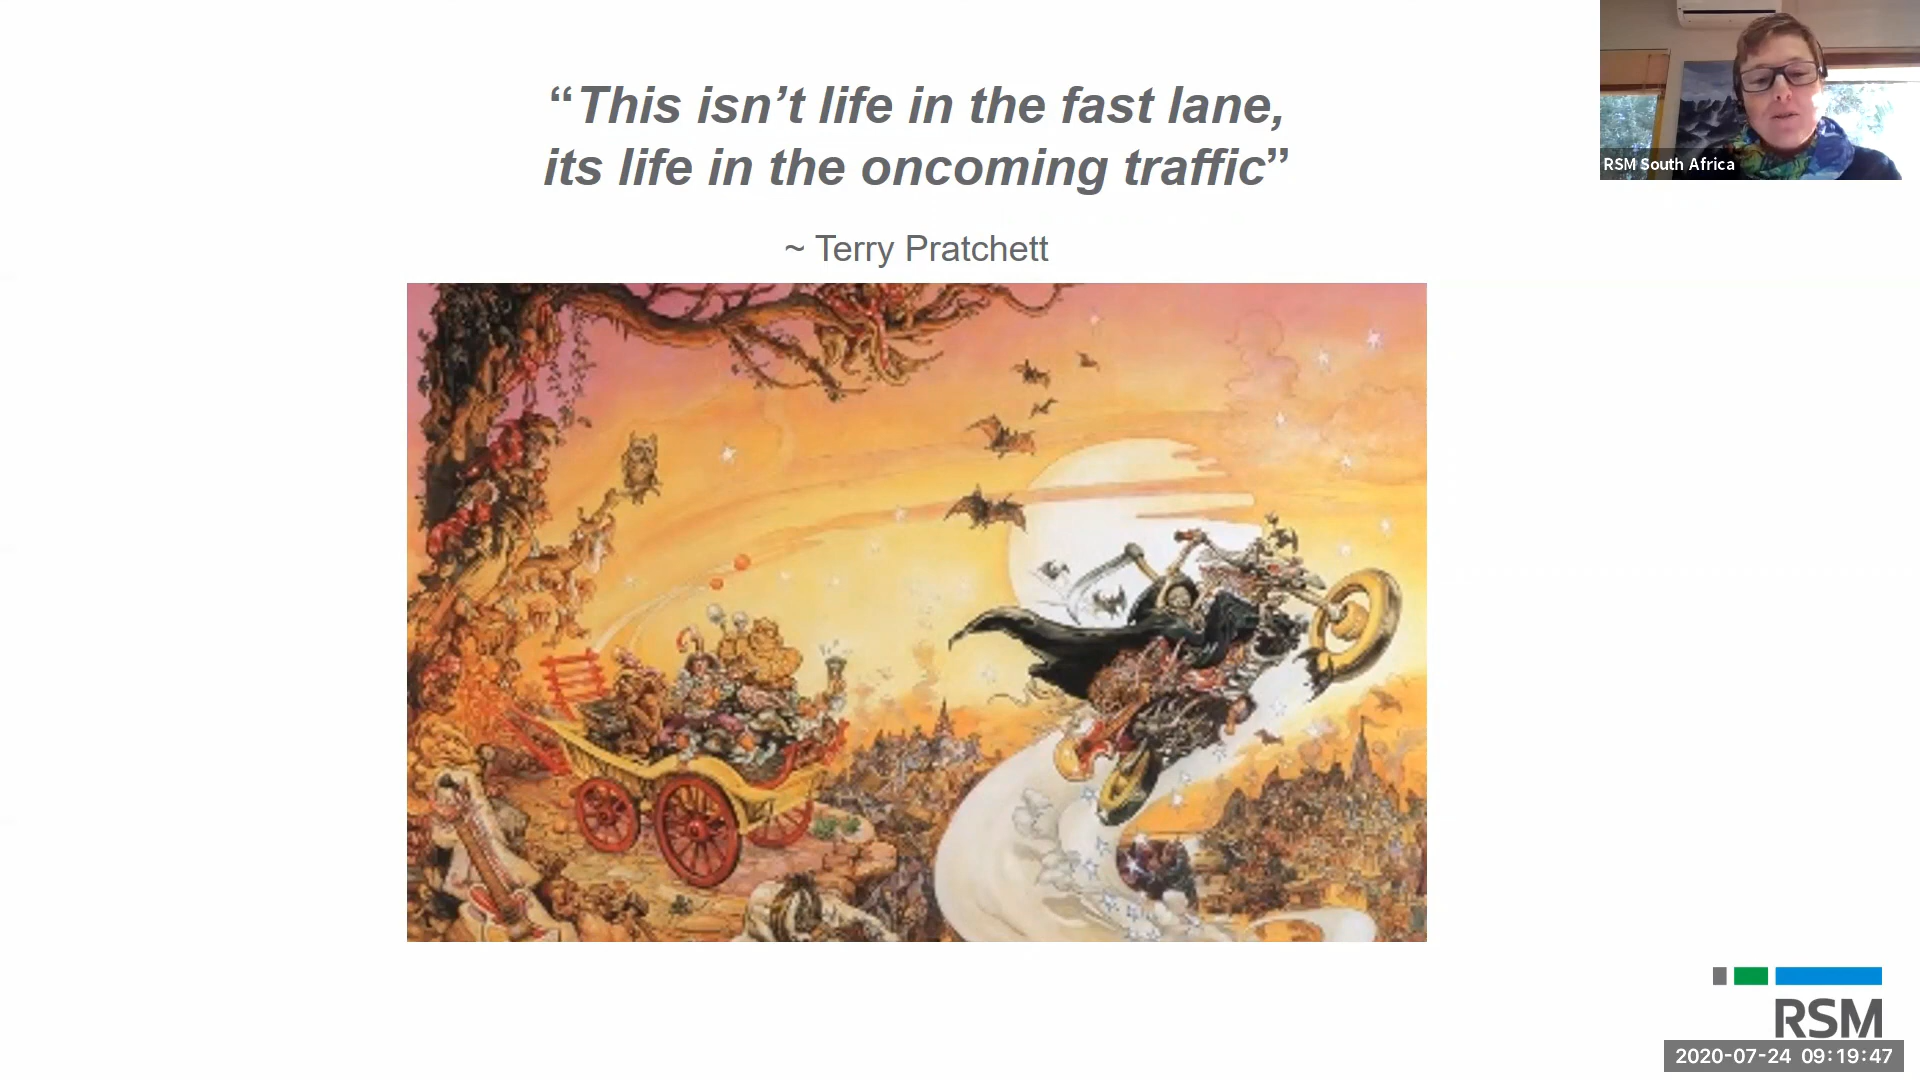 “This isn’t life in the fast lane,
its life in the oncoming traffic”
~ Terry Pratchett
RSM South Africa
RSM
2020-07-24 09:19:47